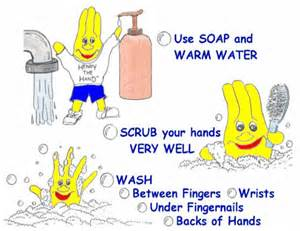 Use SOAP and
WARM WATER
HENRY
THE
HAND
SCRUB your hands
VERY WELL
WASH
Between Fingers
Wrists
Under Fingernails
Backs of Hands